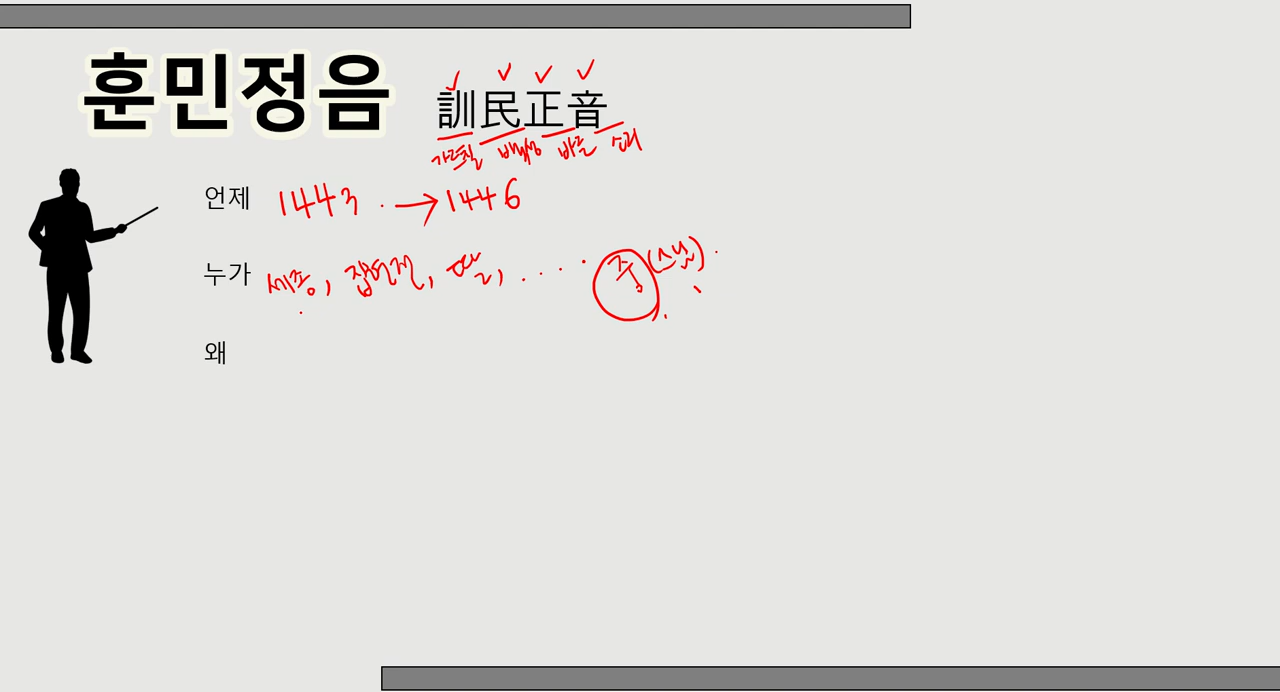 훈민정음 訓民正音
가르칠 백성 바를 소리
언제 1443 → 1446
누가 세종, 집현전, 딸, ..... 중 (스님).
왜